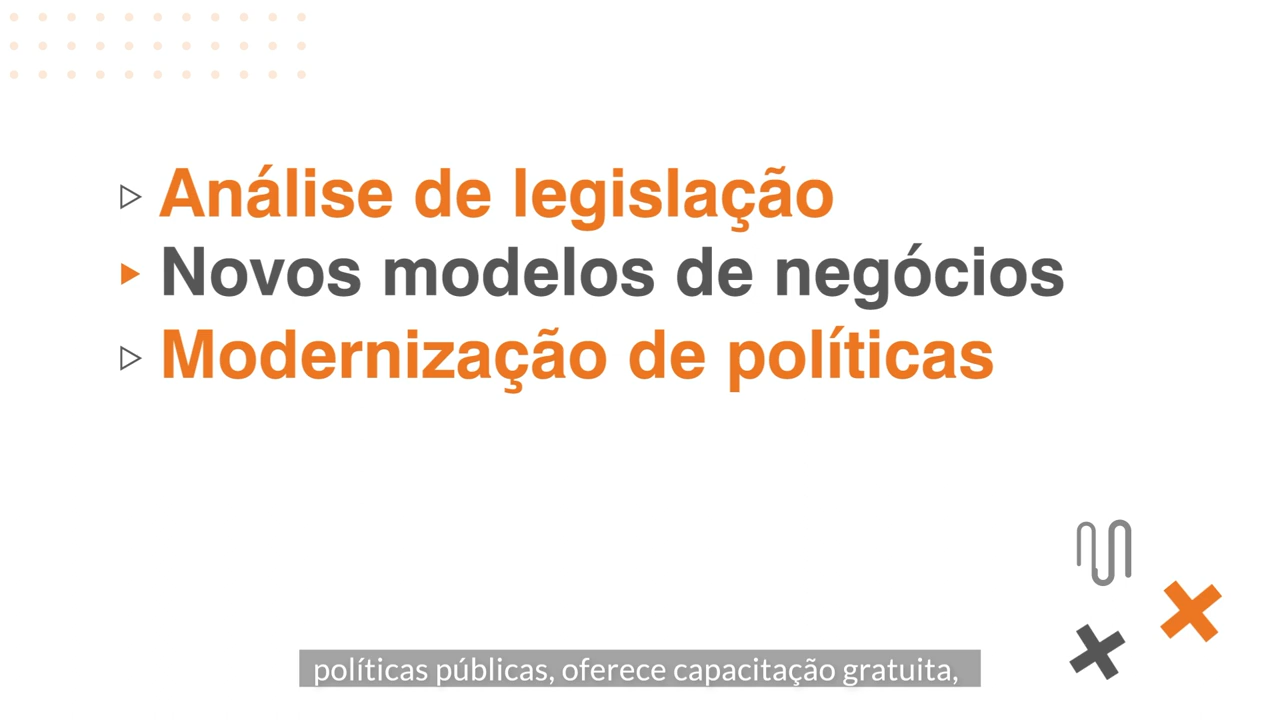 Análise de legislação
Novos modelos de negócios
Modernização de políticas
políticas públicas, oferece capacitação gratuita,